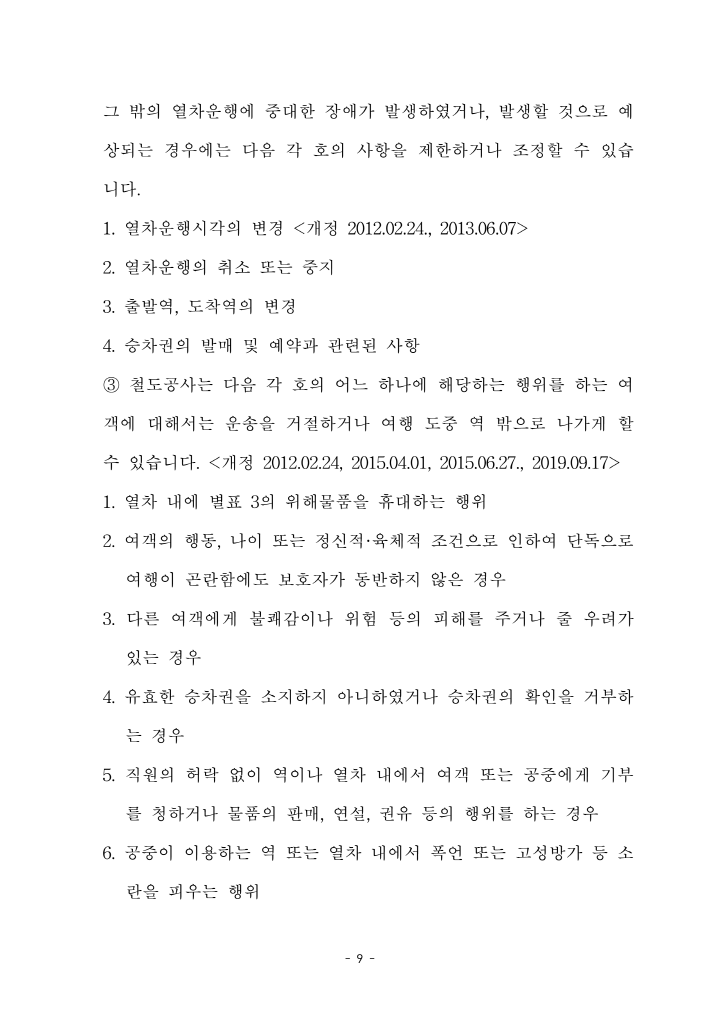 그 밖의 열차운행에 중대한 장애가 발생하였거나, 발생할 것으로 예
상되는 경우에는 다음 각 호의 사항을 제한하거나 조정할 수 있습
니다.
1. 열차운행시각의 변경 <개정 2012.02.24., 2013.06.07>
2. 열차운행의 취소 또는 중지
3. 출발역, 도착역의 변경
4. 승차권의 발매 및 예약과 관련된 사항
③ 철도공사는 다음 각 호의 어느 하나에 해당하는 행위를 하는 여
객에 대해서는 운송을 거절하거나 여행 도중 역 밖으로 나가게 할
수 있습니다. <개정 2012.02.24, 2015.04.01, 2015.06.27., 2019.09.17>
1. 열차 내에 별표 3의 위해물품을 휴대하는 행위
2. 여객의 행동, 나이 또는 정신적·육체적 조건으로 인하여 단독으로
여행이 곤란함에도 보호자가 동반하지 않은 경우
3. 다른 여객에게 불쾌감이나 위험 등의 피해를 주거나 줄 우려가
있는 경우
4. 유효한 승차권을 소지하지 아니하였거나 승차권의 확인을 거부하
는 경우
5. 직원의 허락 없이 역이나 열차 내에서 여객 또는 공중에게 기부
를 청하거나 물품의 판매, 연설, 권유 등의 행위를 하는 경우
6. 공중이 이용하는 역 또는 열차 내에서 폭언 또는 고성방가 등 소
란을 피우는 행위
- 9 -